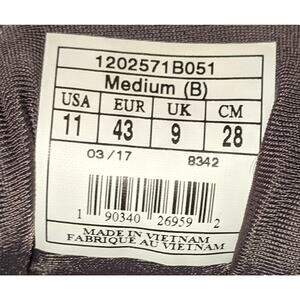 1202571B051
Medium (B)
USA EUR UK CM
11 43 9 28
03 / 17 8342
1 90340 26959 2
MADE IN VIETNAM
FABRIQUÉ AU VIETNAM